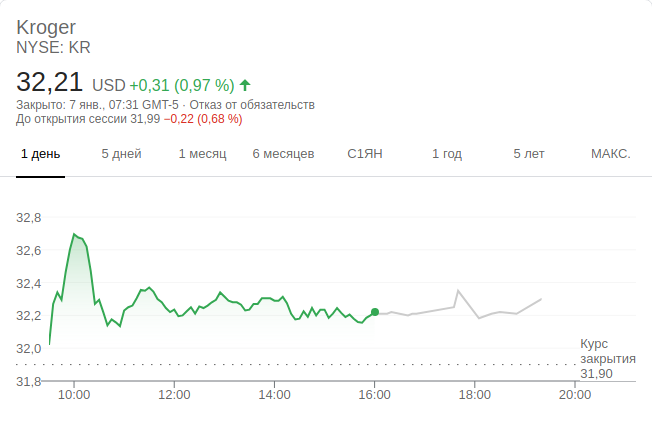 Kroger
NYSE: KR
32,21 USD +0,31 (0,97 %)
Закрыто: 7 янв., 07:31 GMT-5 · Отказ от обязательств
До открытия сессии 31,99 −0,22 (0,68 %)
1 день 5 дней 1 месяц 6 месяцев С1ЯН 1 год 5 лет МАКС.
32,8
32,6
32,4
32,2
32,0
Курс
закрытия
31,90
31,8
10:00 12:00 14:00 16:00 18:00 20:00